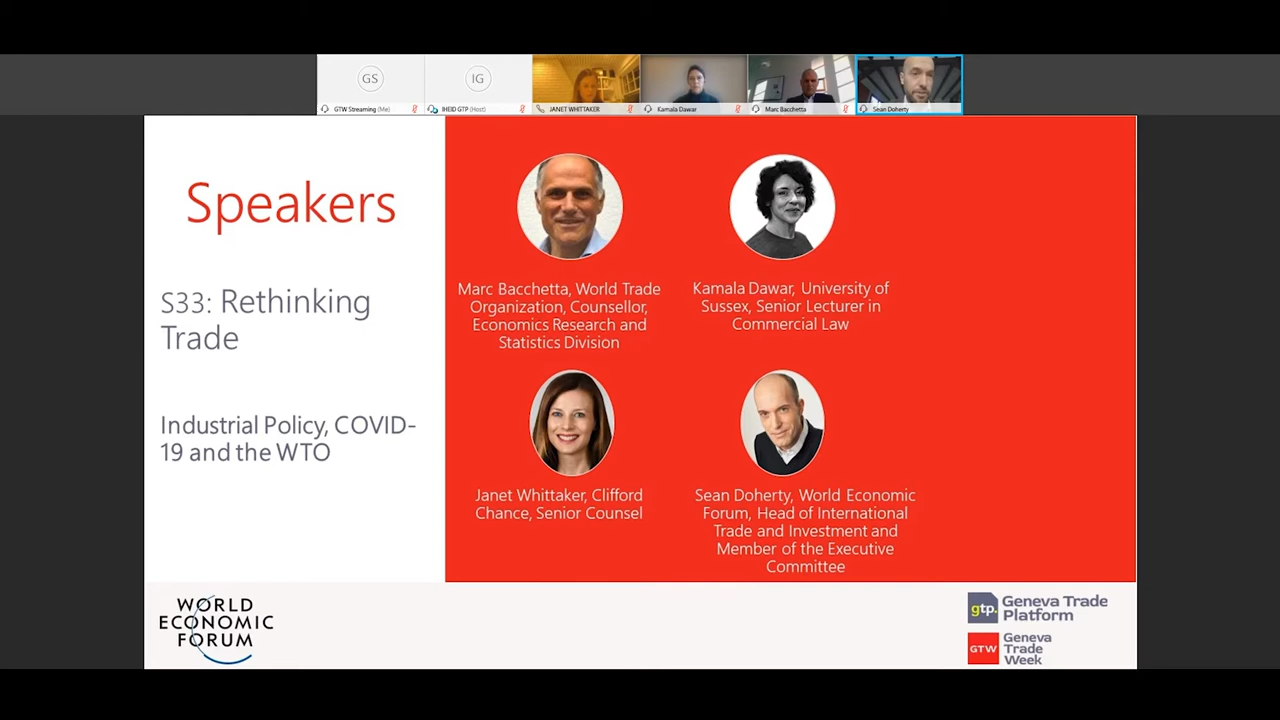 GS
IG
GTW Streaming (Me)
IHEID GTP (Host)
JANET WHITTAKER
Kamala Dawar
Marc Bacchetta
Sean Doherty
Speakers
S33: Rethinking
Trade
Industrial Policy, COVID-
19 and the WTO
Marc Bacchetta, World Trade
Organization, Counsellor,
Economics Research and
Statistics Division
Kamala Dawar, University of
Sussex, Senior Lecturer in
Commercial Law
Janet Whittaker, Clifford
Chance, Senior Counsel
Sean Doherty, World Economic
Forum, Head of International
Trade and Investment and
Member of the Executive
Committee
WORLD
ECONOMIC
FORUM
gtp.
Geneva Trade
Platform
GTW
Geneva
Trade
Week